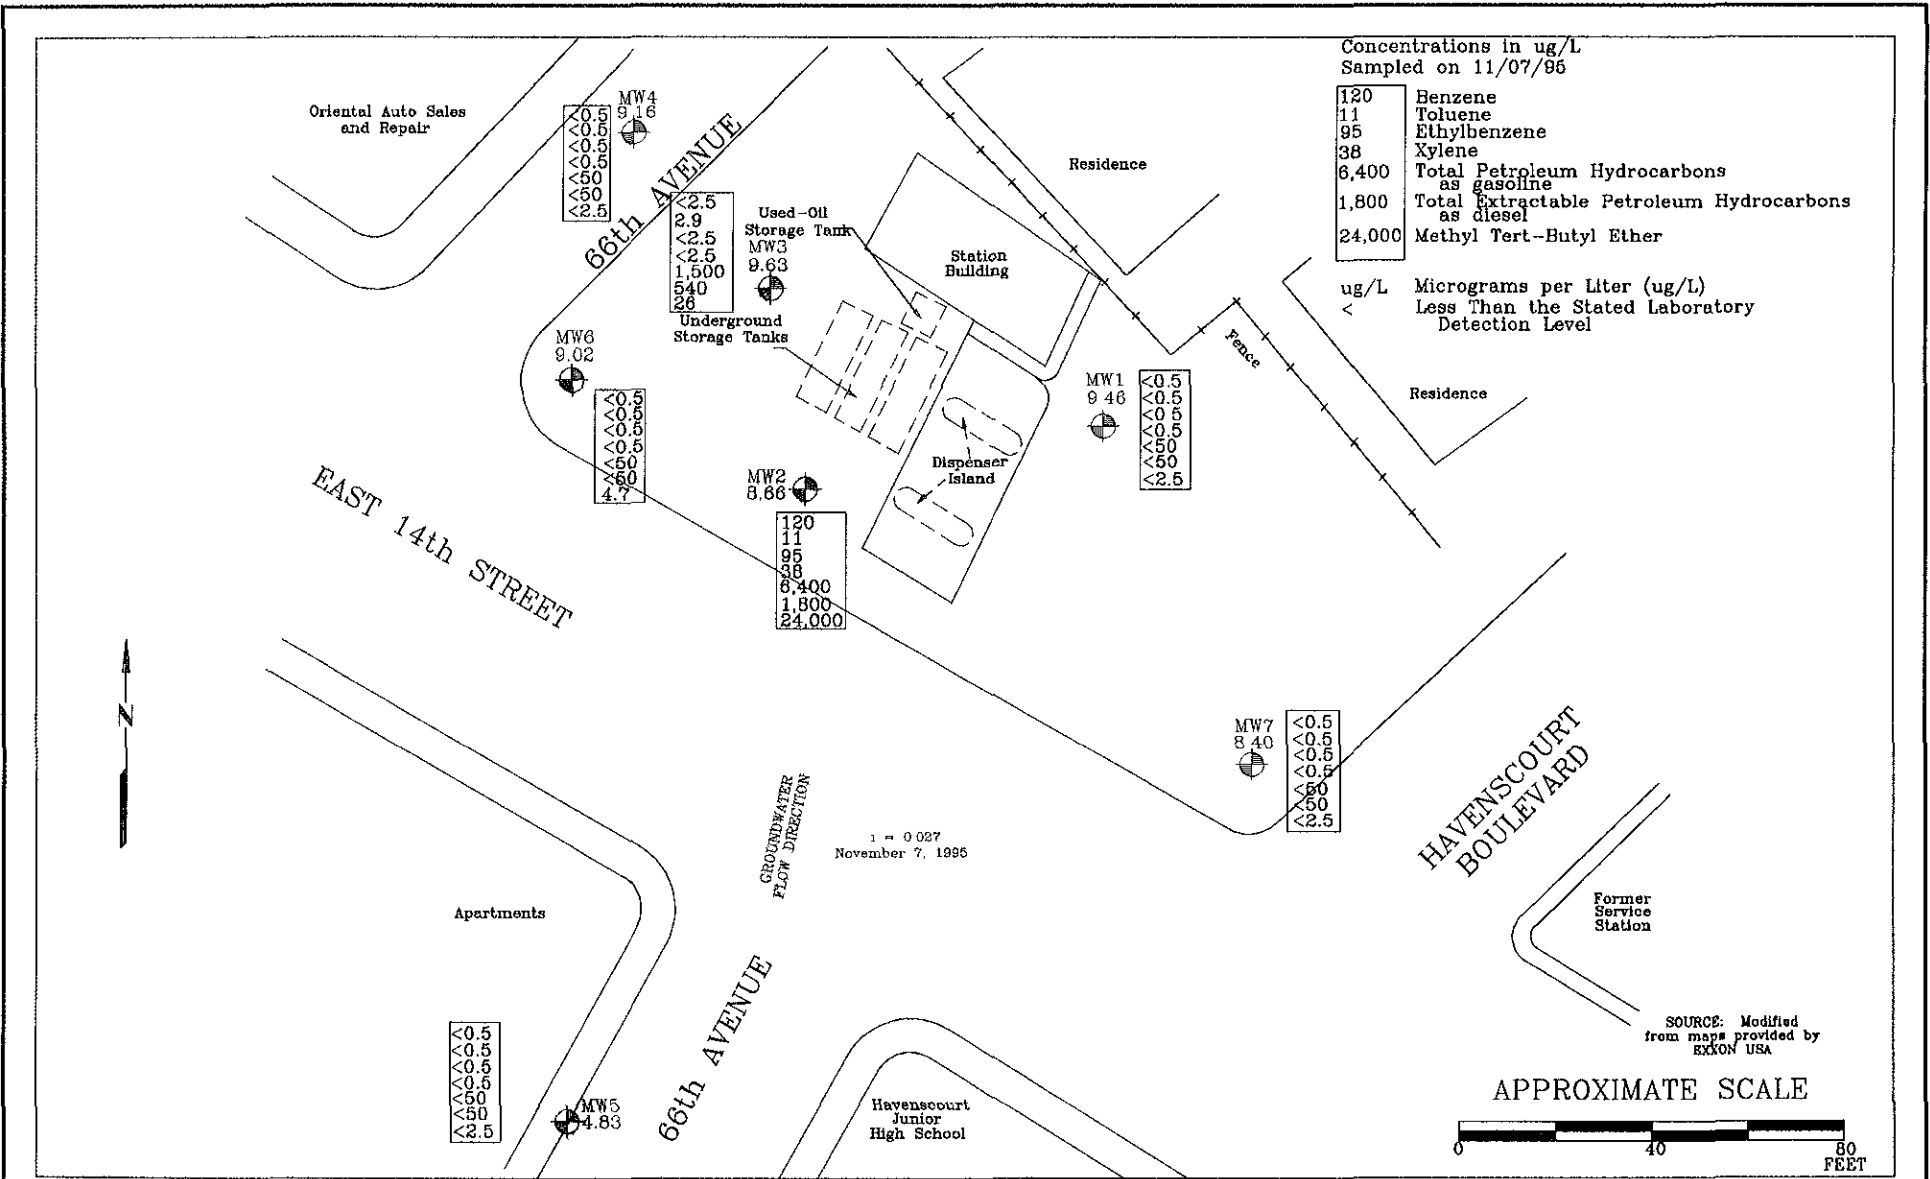 Concentrations in ug/L
Sampled on 11/07/95
120 Benzene
11 Toluene
95 Ethylbenzene
38 Xylene
6,400 Total Petroleum Hydrocarbons
as gasoline
1,800 Total Extractable Petroleum Hydrocarbons
as diesel
24,000 Methyl Tert-Butyl Ether
ug/L Micrograms per Liter (ug/L)
< Less Than the Stated Laboratory
Detection Level
Oriental Auto Sales
and Repair
MW4
9.16
<0.5
<0.5
<0.5
<0.5
<50
<50
<2.5
66th AVENUE
<2.5
2.9
<2.5
<2.5
1,500
540
26
Used-Oil
Storage Tank
MW3
9.63
Underground
Storage Tanks
Station
Building
Residence
Fence
Residence
MW6
9.02
<0.5
<0.5
<0.5
<0.5
<50
<50
4.7
MW1
9 46
<0.5
<0.5
<0 5
<0.5
<50
<50
<2.5
Dispenser
Island
MW2
8.66
120
11
95
38
6,400
1,800
24,000
EAST 14th STREET
N
MW7
8 40
<0.5
<0.5
<0.5
<0.5
<50
<50
<2.5
HAVENSCOURT
BOULEVARD
GROUNDWATER
FLOW DIRECTION
i = 0 027
November 7, 1995
Apartments
Former
Service
Station
66th AVENUE
<0.5
<0.5
<0.5
<0.5
<50
<50
<2.5
MW5
4.83
Havenscourt
Junior
High School
SOURCE: Modified
from maps provided by
EXXON USA
APPROXIMATE SCALE
0 40 80
FEET